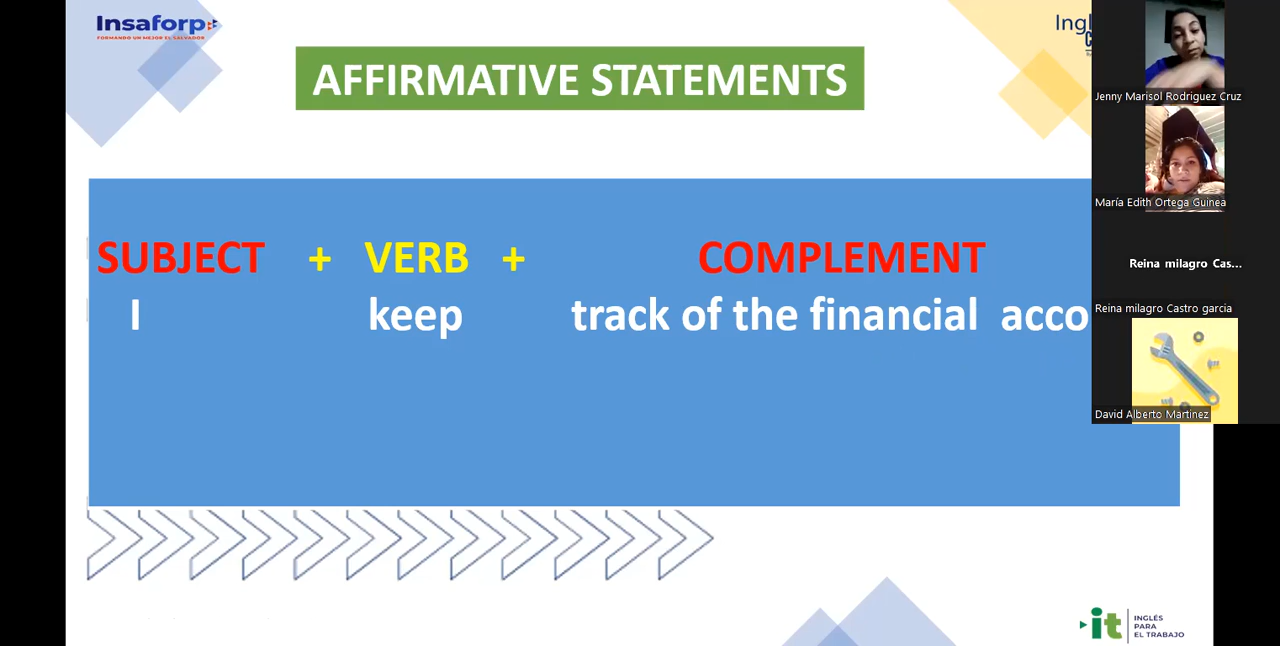 Insaforp
FORMANDO UN MEJOR EL SALVADOR
AFFIRMATIVE STATEMENTS
SUBJECT + VERB + COMPLEMENT
I keep track of the financial acco
Jenny Marisol Rodriguez Cruz
María Edith Ortega Guinea
Reina milagro Cas...
Reina milagro Castro garcia
David Alberto Martínez
it
INGLÉS
PARA
EL TRABAJO